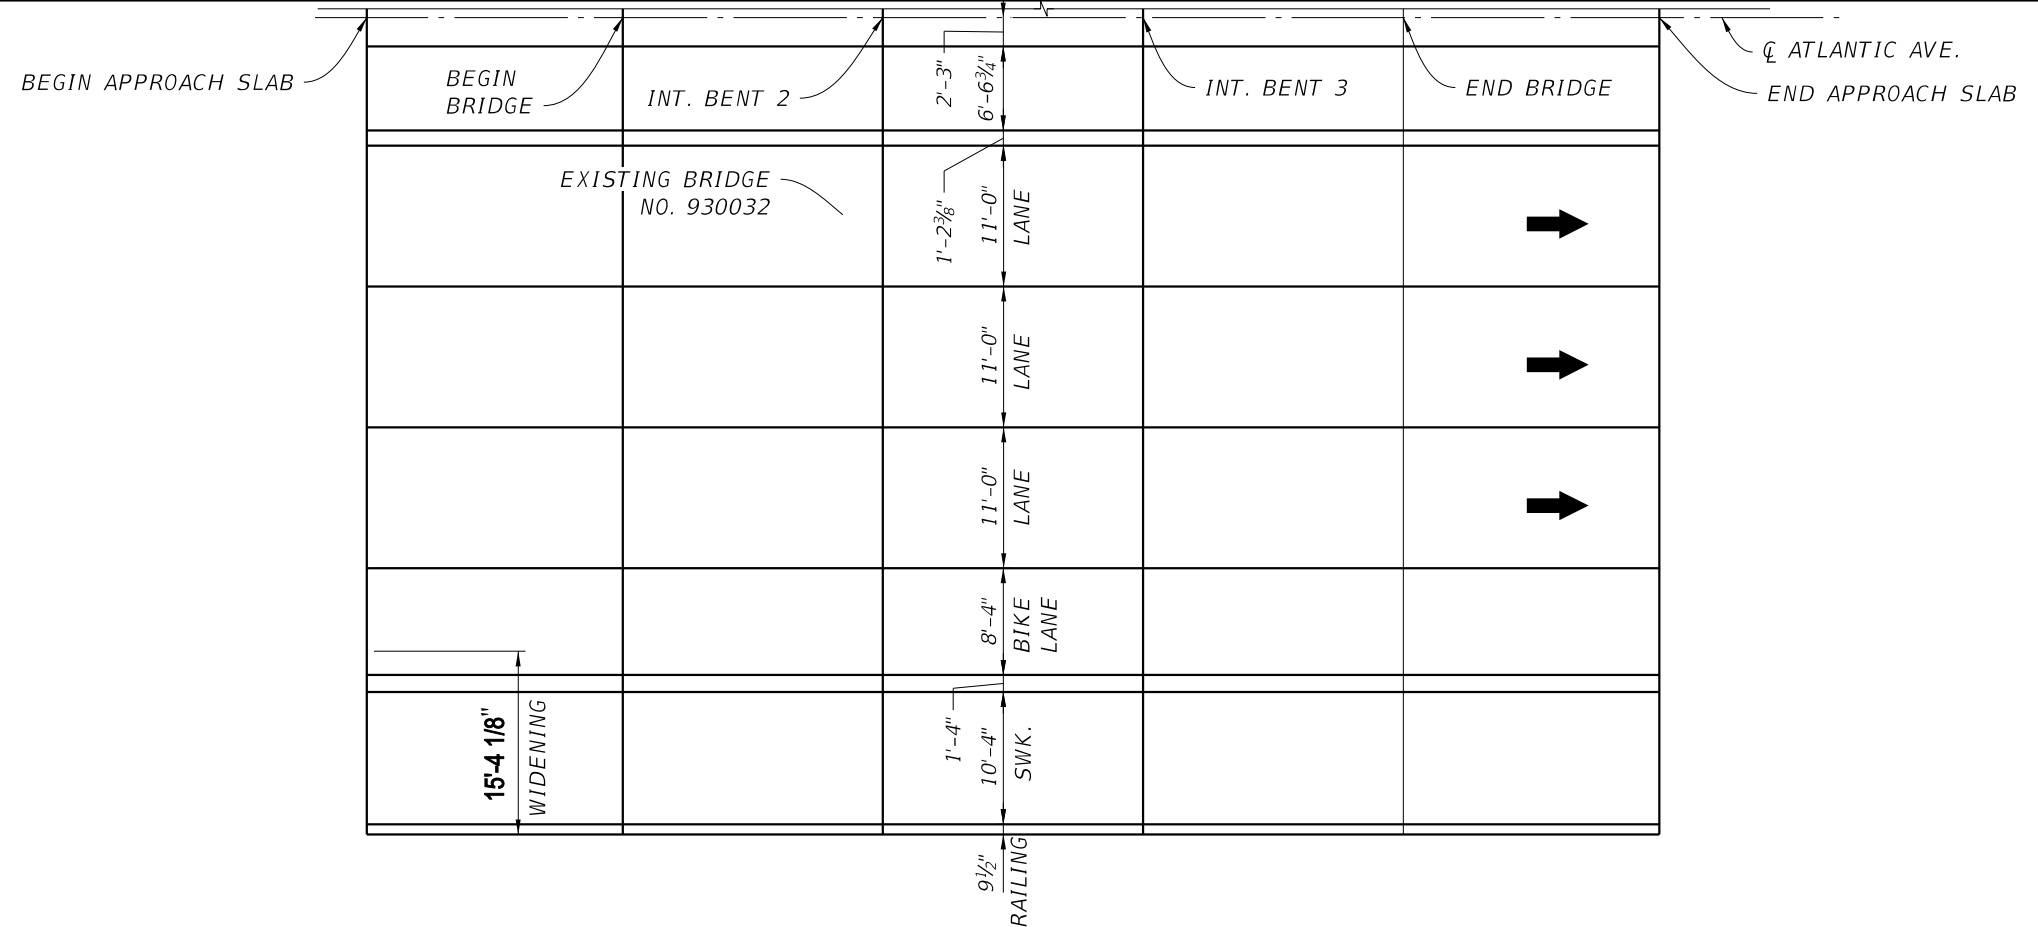 ℄ ATLANTIC AVE.
BEGIN APPROACH SLAB
BEGIN
BRIDGE
INT. BENT 2
2'-3"
6'-6¾"
INT. BENT 3
END BRIDGE
END APPROACH SLAB
EXISTING BRIDGE
NO. 930032
1'-2⅜"
11'-0"
LANE
11'-0"
LANE
11'-0"
LANE
8'-4"
BIKE
LANE
15'-4 1/8"
WIDENING
1'-4"
10'-4"
SWK.
9½"
RAILING